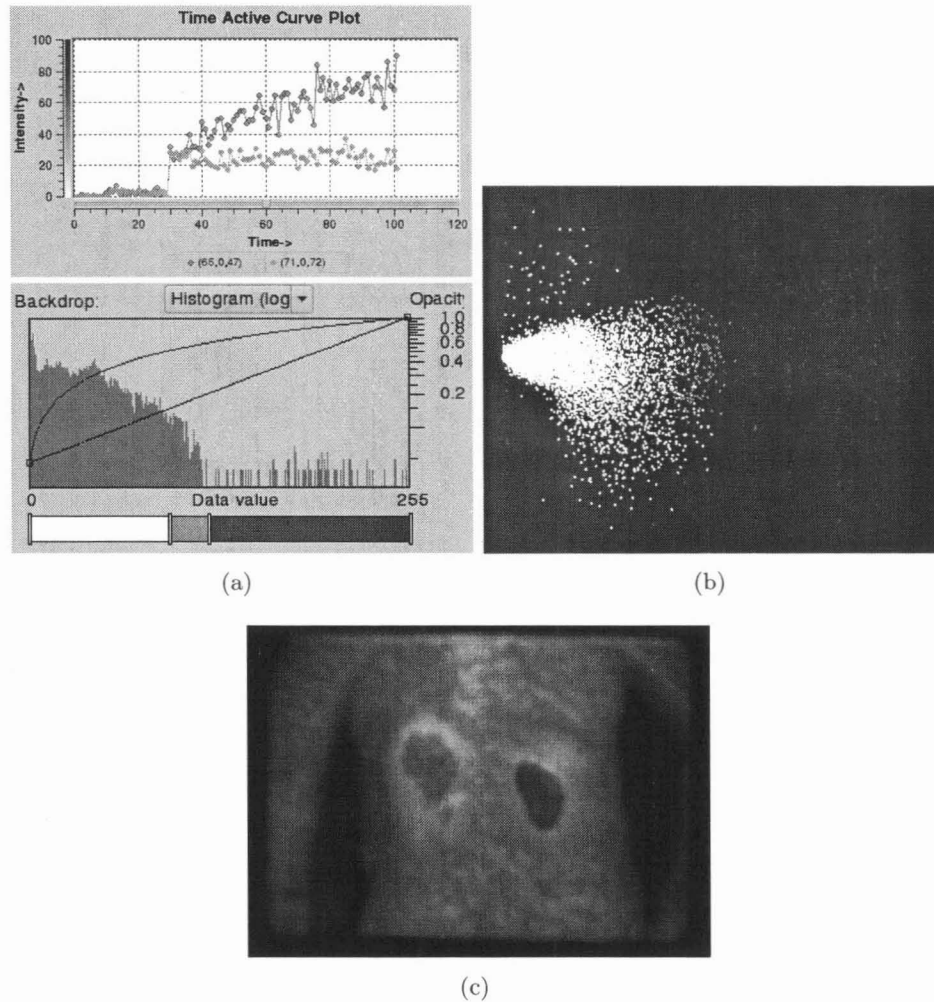 Time Active Curve Plot
100
80
60
40
20
0
Intensity->
0 20 40 60 80 100 120
Time->
(65,0,47) (71,0,72)
Backdrop: Histogram (log Opacit
1.0
0.8
0.6
0.4
0.2
0 Data value 255
(a)
(b)
(c)